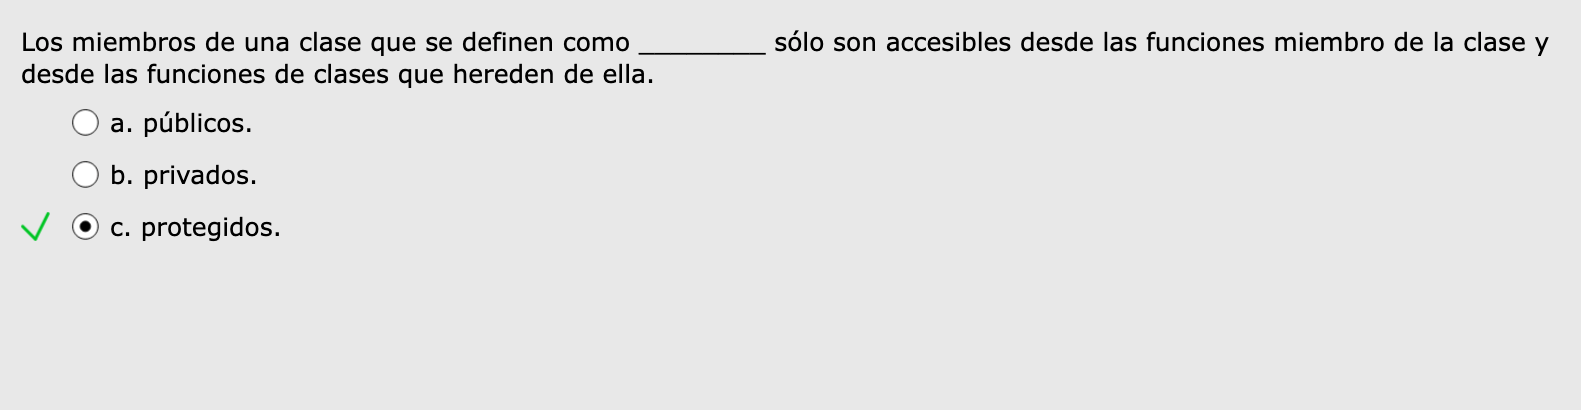 Los miembros de una clase que se definen como __________ sólo son accesibles desde las funciones miembro de la clase y
desde las funciones de clases que hereden de ella.
a. públicos.
b. privados.
c. protegidos.